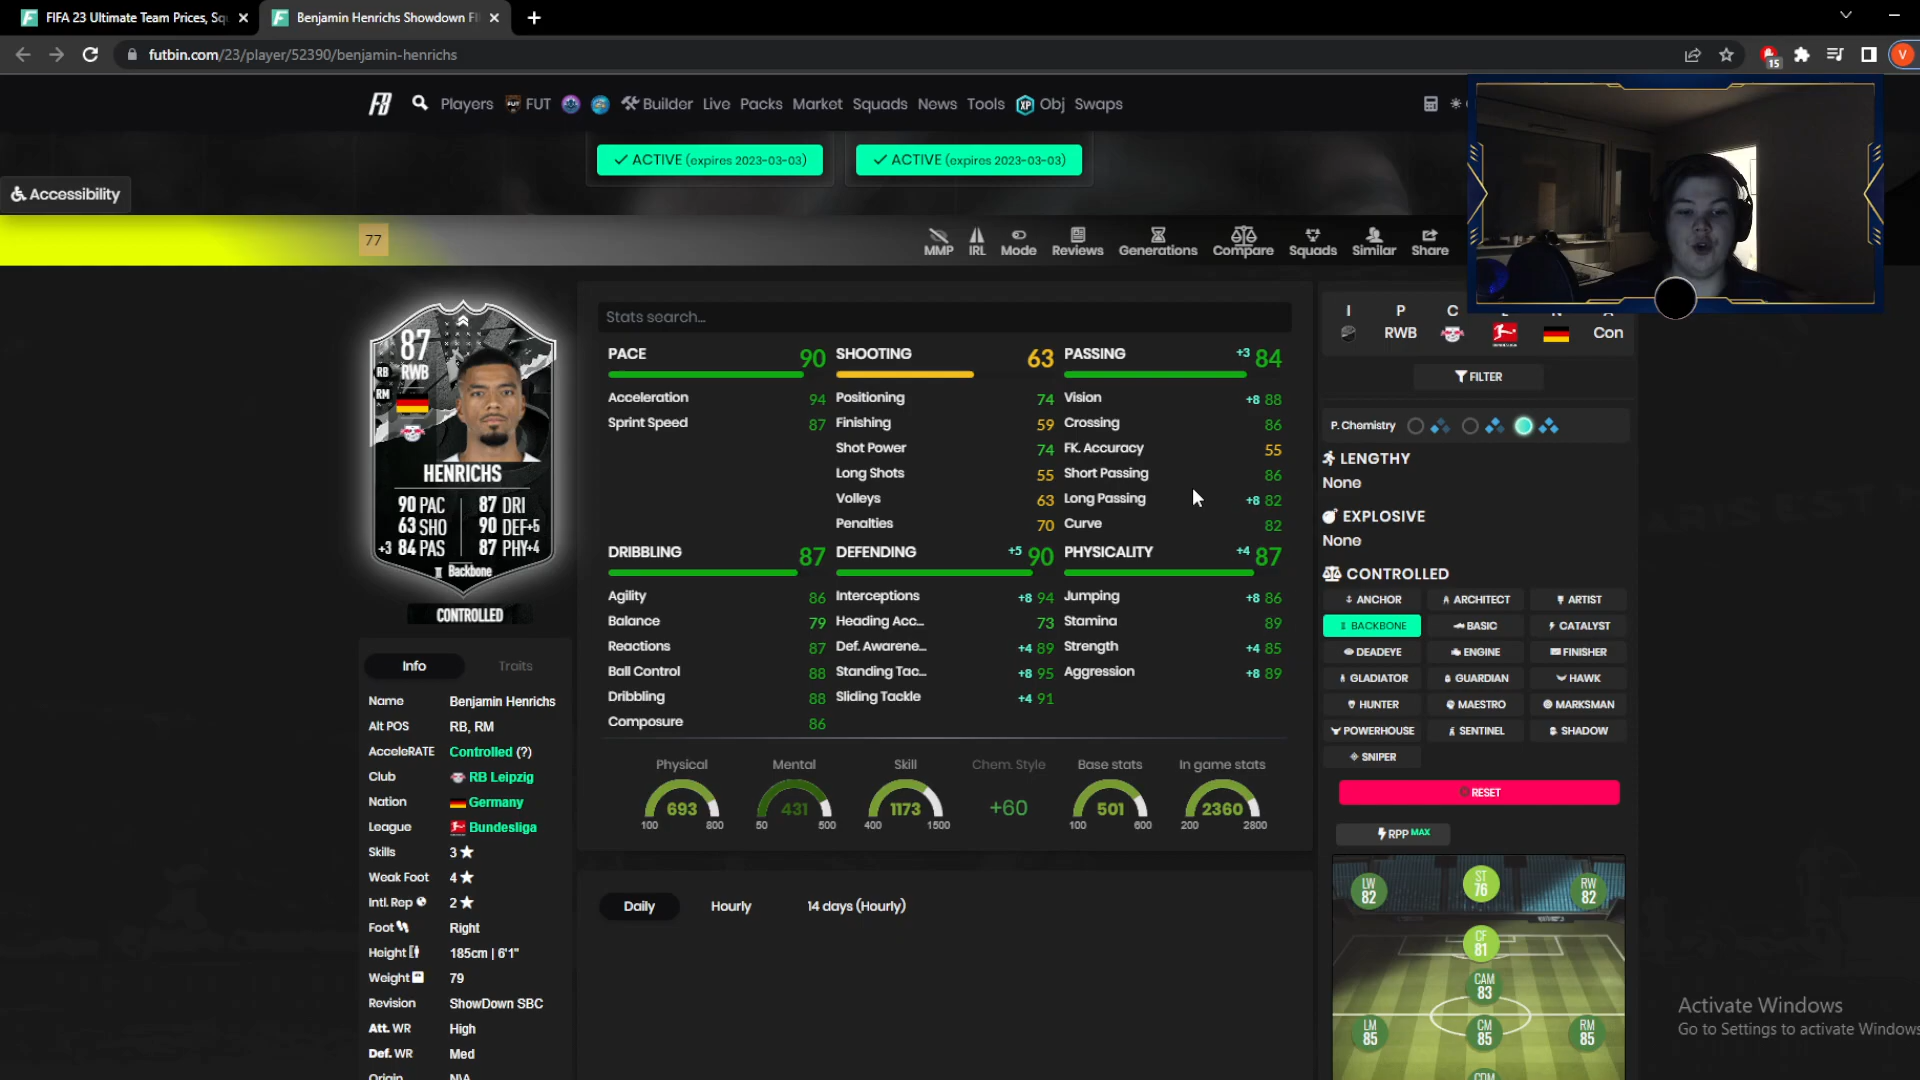 FIFA 23 Ultimate Team Prices, Sq
Benjamin Henrichs Showdown FI
futbin.com/23/player/52390/benjamin-henrichs
15
V
Players FUT Builder Live Packs Market Squads News Tools XP Obj Swaps
ACTIVE (expires 2023-03-03) ACTIVE (expires 2023-03-03)
Accessibility
77
MMP IRL Mode Reviews Generations Compare Squads Similar Share
87
RWB
RB
RM
HENRICHS
90 PAC 87 DRI
63 SHO 90 DEF+5
+3 84 PAS 87 PHY+4
Backbone
CONTROLLED
Info Traits
Name Benjamin Henrichs
Alt POS RB, RM
AcceleRATE Controlled (?)
Club RB Leipzig
Nation Germany
League Bundesliga
Skills 3
Weak Foot 4
Intl. Rep 2
Foot Right
Height 185cm | 6'1"
Weight 79
Revision ShowDown SBC
Att. WR High
Def. WR Med
Origin N/A
Stats search...
PACE 90
Acceleration 94
Sprint Speed 87
SHOOTING 63
Positioning 74
Finishing 59
Shot Power 74
Long Shots 55
Volleys 63
Penalties 70
PASSING +3 84
Vision +8 88
Crossing 86
FK. Accuracy 55
Short Passing 86
Long Passing +8 82
Curve 82
DRIBBLING 87
Agility 86
Balance 79
Reactions 87
Ball Control 88
Dribbling 88
Composure 86
DEFENDING +5 90
Interceptions +8 94
Heading Acc... 73
Def. Awarene... +4 89
Standing Tac... +8 95
Sliding Tackle +4 91
PHYSICALITY +4 87
Jumping +8 86
Stamina 89
Strength +4 85
Aggression +8 89
Physical Mental Skill Chem. Style Base stats In game stats
693 431 1173 +60 501 2360
100 800 50 500 400 1500 100 600 200 2800
Daily Hourly 14 days (Hourly)
I P C
RWB Con
FILTER
P. Chemistry
LENGTHY
None
EXPLOSIVE
None
CONTROLLED
ANCHOR ARCHITECT ARTIST
BACKBONE BASIC CATALYST
DEADEYE ENGINE FINISHER
GLADIATOR GUARDIAN HAWK
HUNTER MAESTRO MARKSMAN
POWERHOUSE SENTINEL SHADOW
SNIPER
RESET
RPP MAX
LW 82
ST 76
RW 82
CF 81
CAM 83
LM 85
CM 85
RM 85
CDM
Activate Windows
Go to Settings to activate Windows